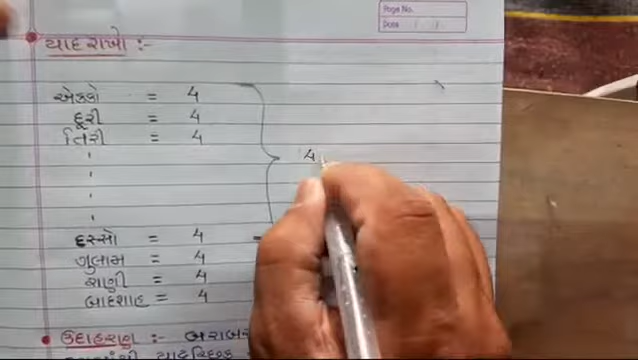 Page No.
Date
યાદ રાખો :-
એક્કો = 4
દૂરી = 4
તિરી = 4
4
દસ્સો = 4
ગુલામ = 4
રાણી = 4
બાદશાહ = 4
ઉદાહરણ :- બરાબર